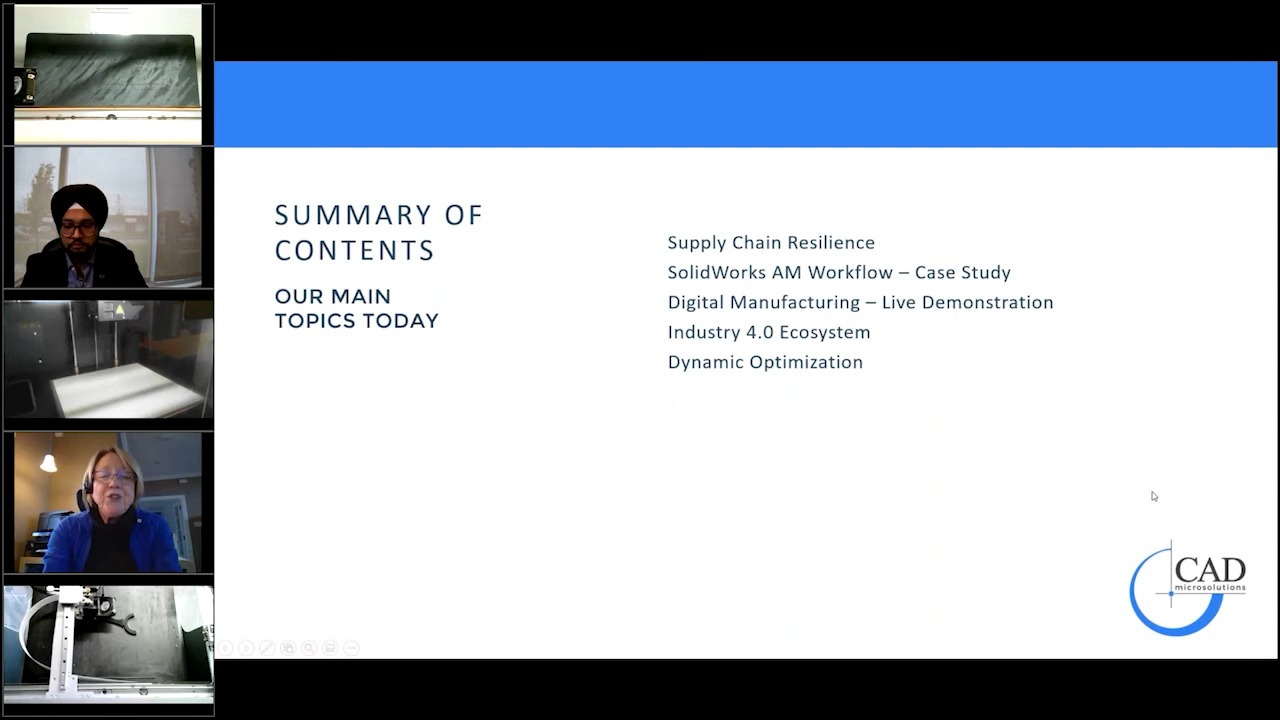 SUMMARY OF
CONTENTS
OUR MAIN
TOPICS TODAY
Supply Chain Resilience
SolidWorks AM Workflow – Case Study
Digital Manufacturing – Live Demonstration
Industry 4.0 Ecosystem
Dynamic Optimization
CAD
microsolutions